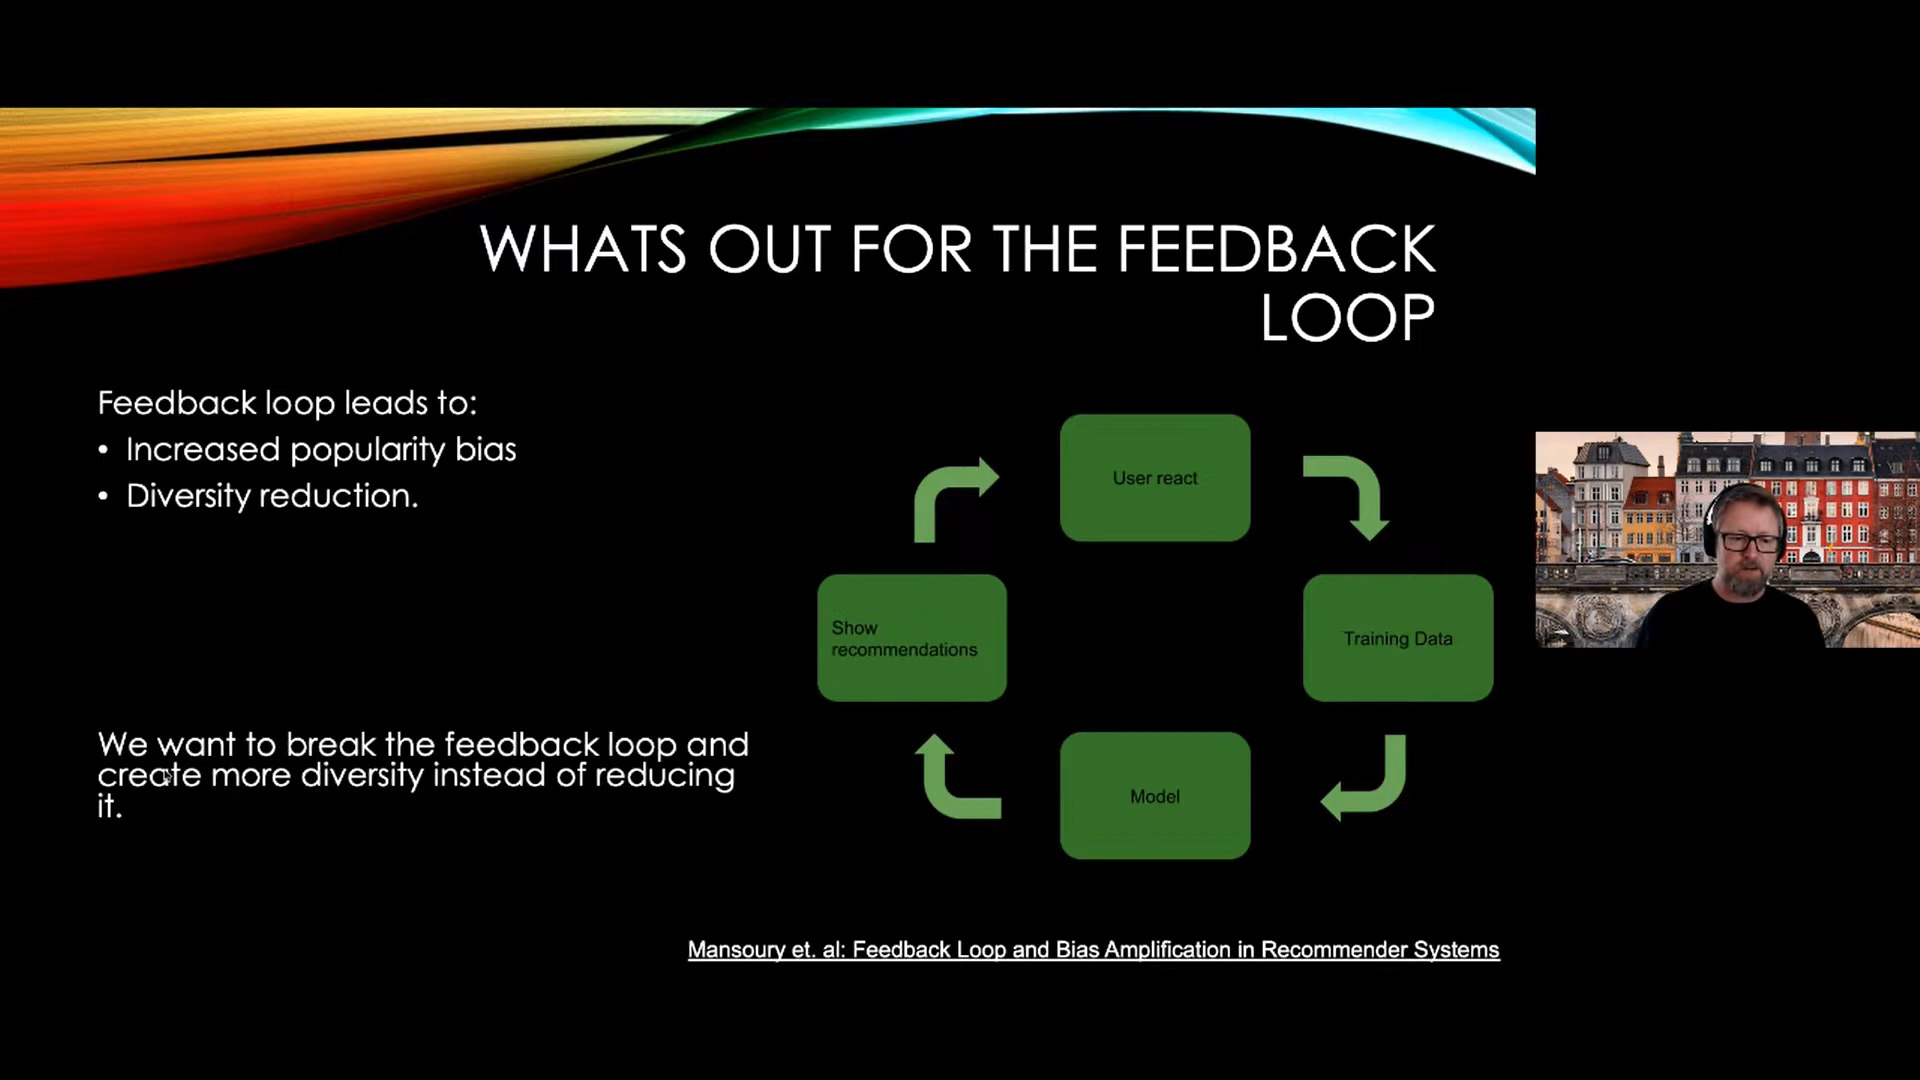 WHATS OUT FOR THE FEEDBACK
LOOP
Feedback loop leads to:
• Increased popularity bias
• Diversity reduction.
We want to break the feedback loop and
create more diversity instead of reducing
it.
User react
Training Data
Model
Show
recommendations
Mansoury et. al: Feedback Loop and Bias Amplification in Recommender Systems